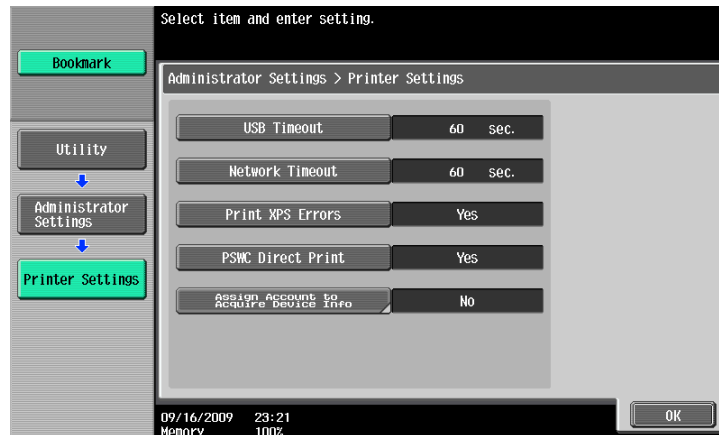 Select item and enter setting.
Bookmark
Administrator Settings > Printer Settings
USB Timeout 60 sec.
Utility
Network Timeout 60 sec.
Administrator
Settings
Print XPS Errors Yes
PSWC Direct Print Yes
Printer Settings
Assign Account to
Acquire Device Info
No
09/16/2009 23:21
Memory 100%
OK